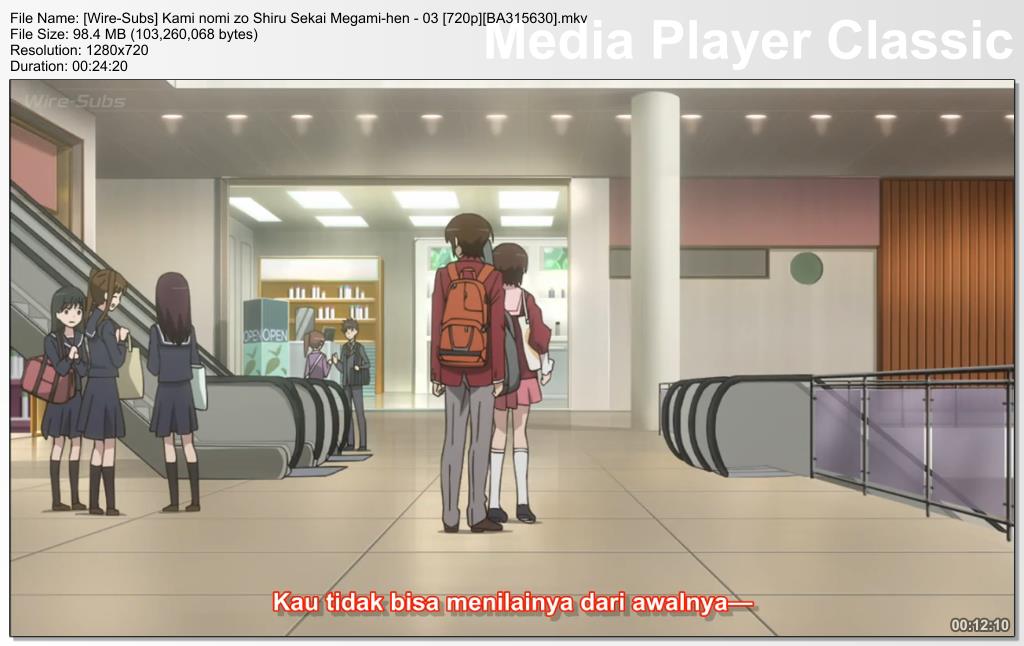 File Name: [Wire-Subs] Kami nomi zo Shiru Sekai Megami-hen - 03 [720p][BA315630].mkv
File Size: 98.4 MB (103,260,068 bytes)
Resolution: 1280x720
Duration: 00:24:20
Media Player Classic
Wire-Subs
OPEN OPEN
Kau tidak bisa menilainya dari awalnya—
00:12:10